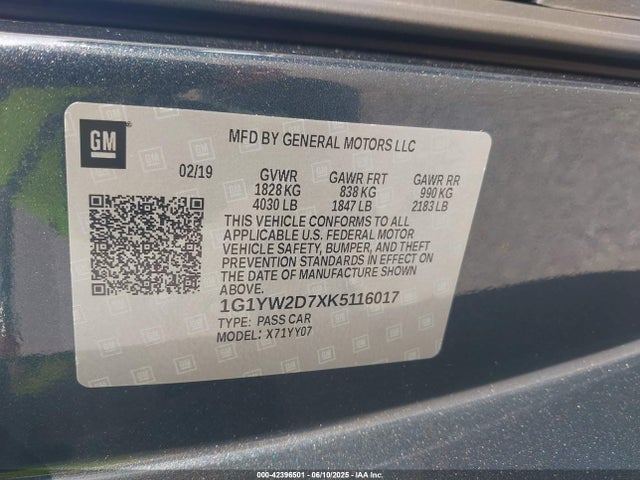 GM
MFD BY GENERAL MOTORS LLC
02/19 GVWR GAWR FRT GAWR RR
1828 KG 838 KG 990 KG
4030 LB 1847 LB 2183 LB
THIS VEHICLE CONFORMS TO ALL
APPLICABLE U.S. FEDERAL MOTOR
VEHICLE SAFETY, BUMPER, AND THEFT
PREVENTION STANDARDS IN EFFECT ON
THE DATE OF MANUFACTURE SHOWN
ABOVE.
1G1YW2D7XK5116017
TYPE: PASS CAR
MODEL: X71YY07
000-42396501 - 06/10/2025 - IAAI.COM